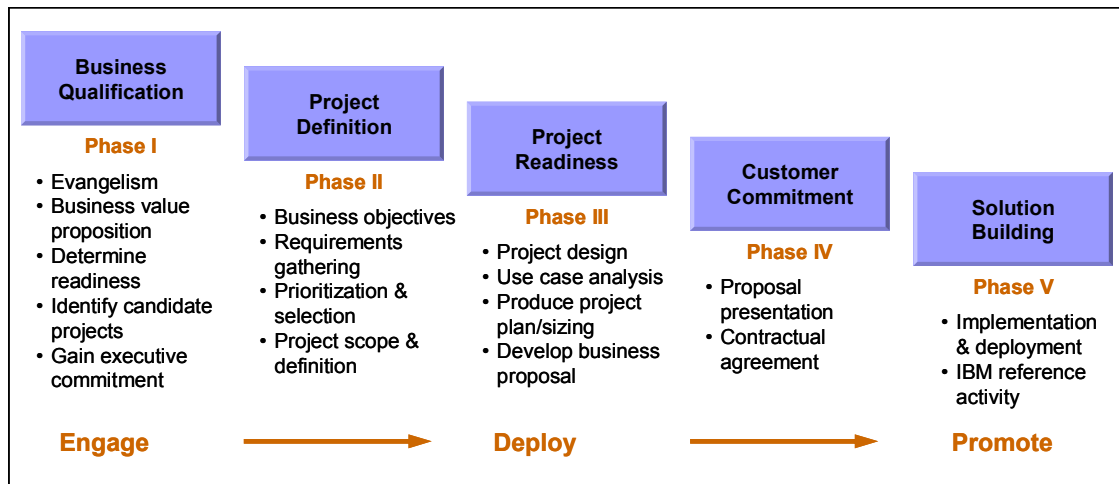 Business
Qualification
Phase I
• Evangelism
• Business value
proposition
• Determine
readiness
• Identify candidate
projects
• Gain executive
commitment
Project
Definition
Phase II
• Business objectives
• Requirements
gathering
• Prioritization &
selection
• Project scope &
definition
Project
Readiness
Phase III
• Project design
• Use case analysis
• Produce project
plan/sizing
• Develop business
proposal
Customer
Commitment
Phase IV
• Proposal
presentation
• Contractual
agreement
Solution
Building
Phase V
• Implementation
& deployment
• IBM reference
activity
Engage
Deploy
Promote